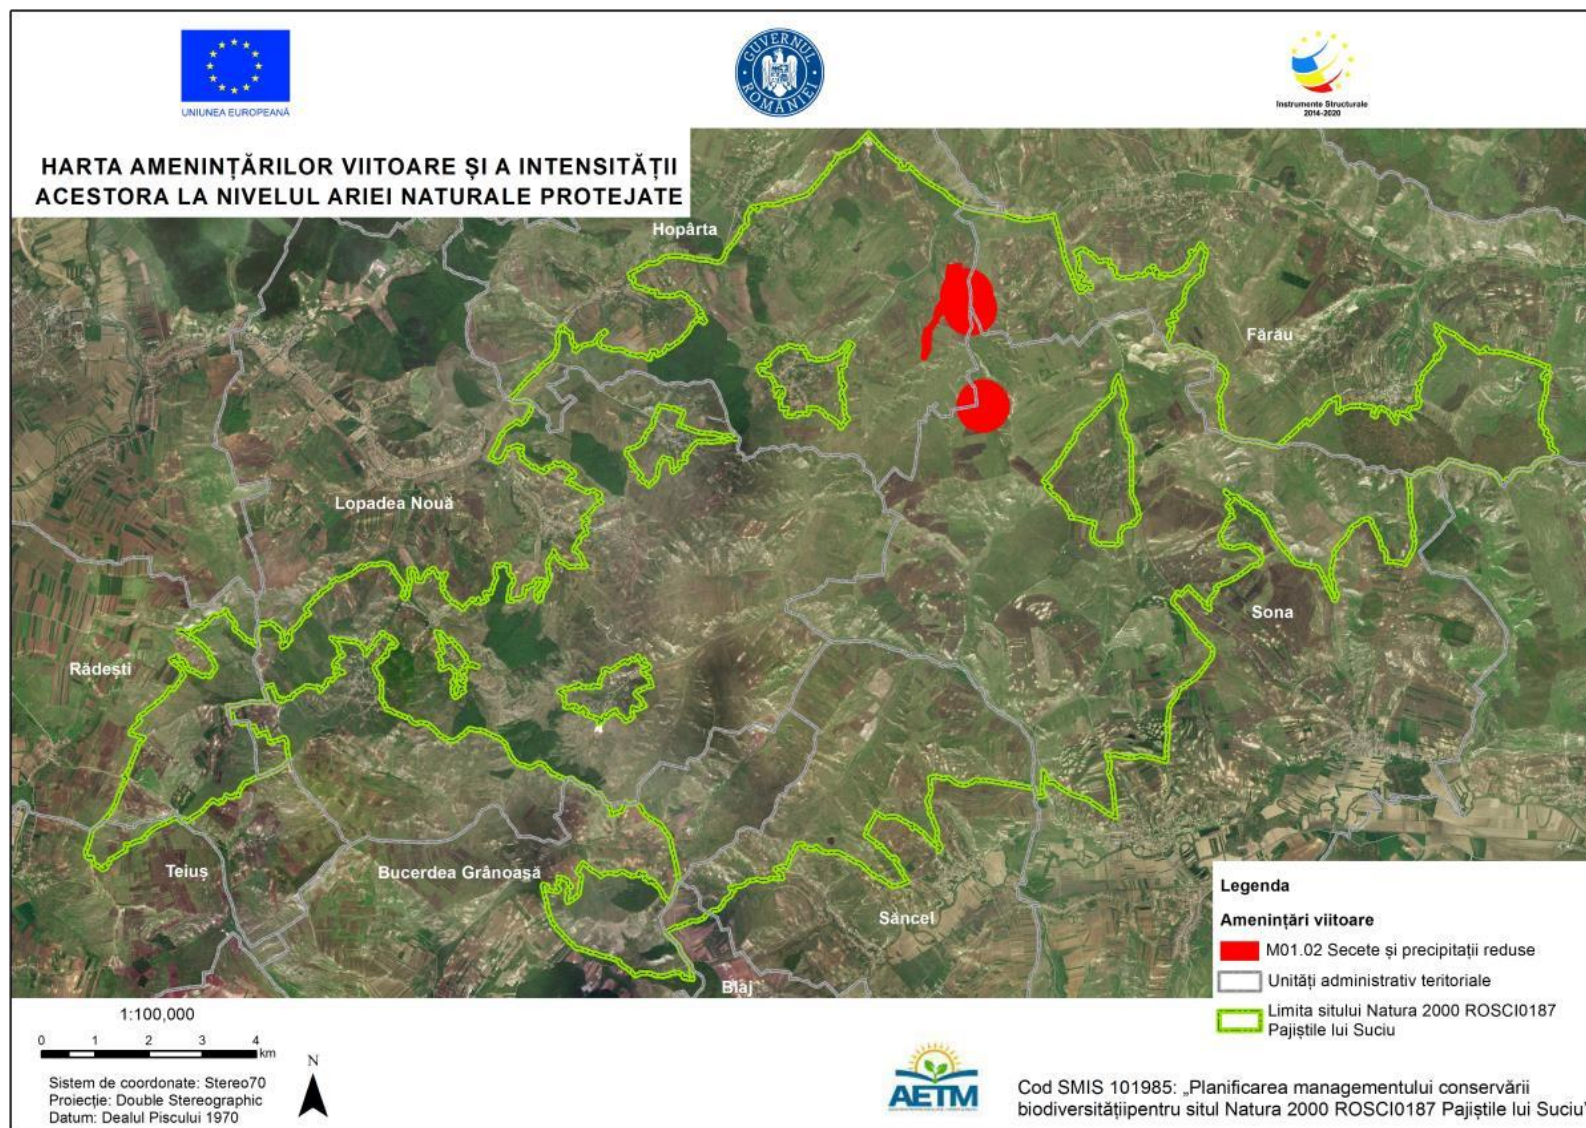 UNIUNEA EUROPEANĂ
GUVERNUL ROMÂNIEI
Instrumente Structurale
2014-2020
HARTA AMENINȚĂRILOR VIITOARE ȘI A INTENSITĂȚII
ACESTORA LA NIVELUL ARIEI NATURALE PROTEJATE
Hopârta
Fărău
Lopadea Nouă
Sona
Rădești
Teiuș
Bucerdea Grânoașă
Sâncel
Blaj
Legenda
Amenințări viitoare
M01.02 Secete și precipitații reduse
Unități administrativ teritoriale
Limita sitului Natura 2000 ROSCI0187
Pajiștile lui Suciu
1:100,000
0 1 2 3 4
km
N
Sistem de coordonate: Stereo70
Proiecție: Double Stereographic
Datum: Dealul Piscului 1970
AETM
Cod SMIS 101985: „Planificarea managementului conservării
biodiversitățiipentru situl Natura 2000 ROSCI0187 Pajiștile lui Suciu"